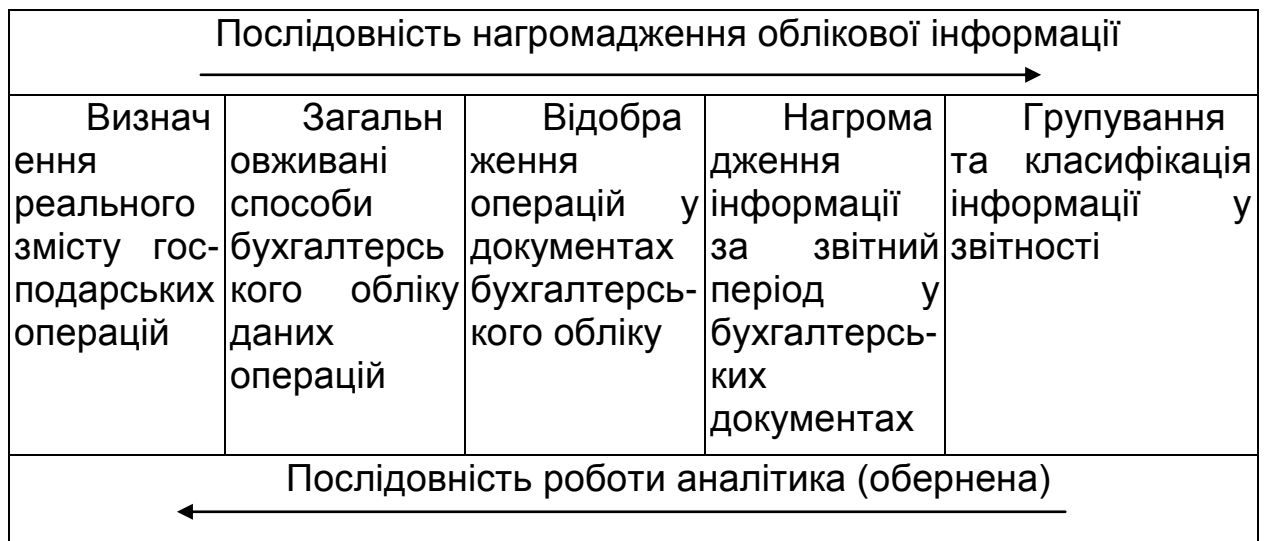 Послідовність нагромадження облікової інформації
Визнач
ення
реального
змісту гос-
подарських
операцій
Загальн
овживані
способи
бухгалтерсь
кого обліку
даних
операцій
Відобра
ження
операцій у
документах
бухгалтерсь-
кого обліку
Нагрома
дження
інформації
за звітний
період у
бухгалтерсь-
ких
документах
Групування
та класифікація
інформації у
звітності
Послідовність роботи аналітика (обернена)